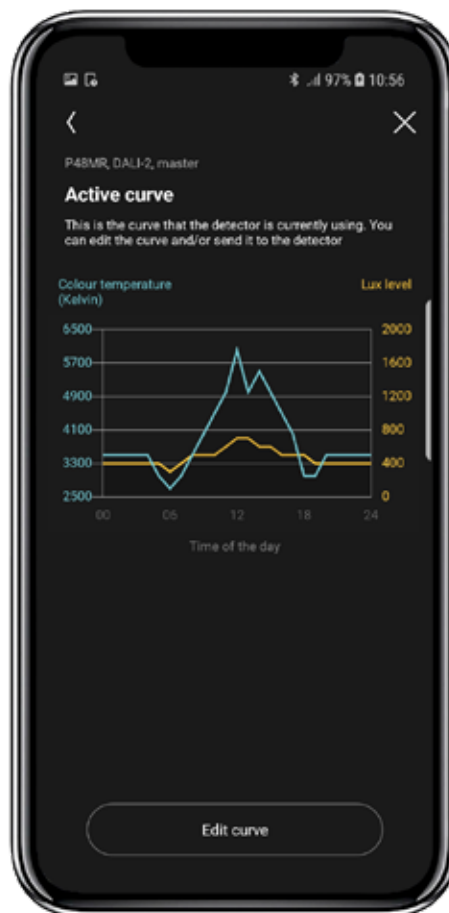 97% 10:56
P48MR, DALI-2, master
Active curve
This is the curve that the detector is currently using. You
can edit the curve and/or send it to the detector
Colour temperature
(Kelvin)
Lux level
6500 2000
5700 1600
4900 1200
4100 800
3300 400
2500 0
00 06 12 18 24
Time of the day
Edit curve